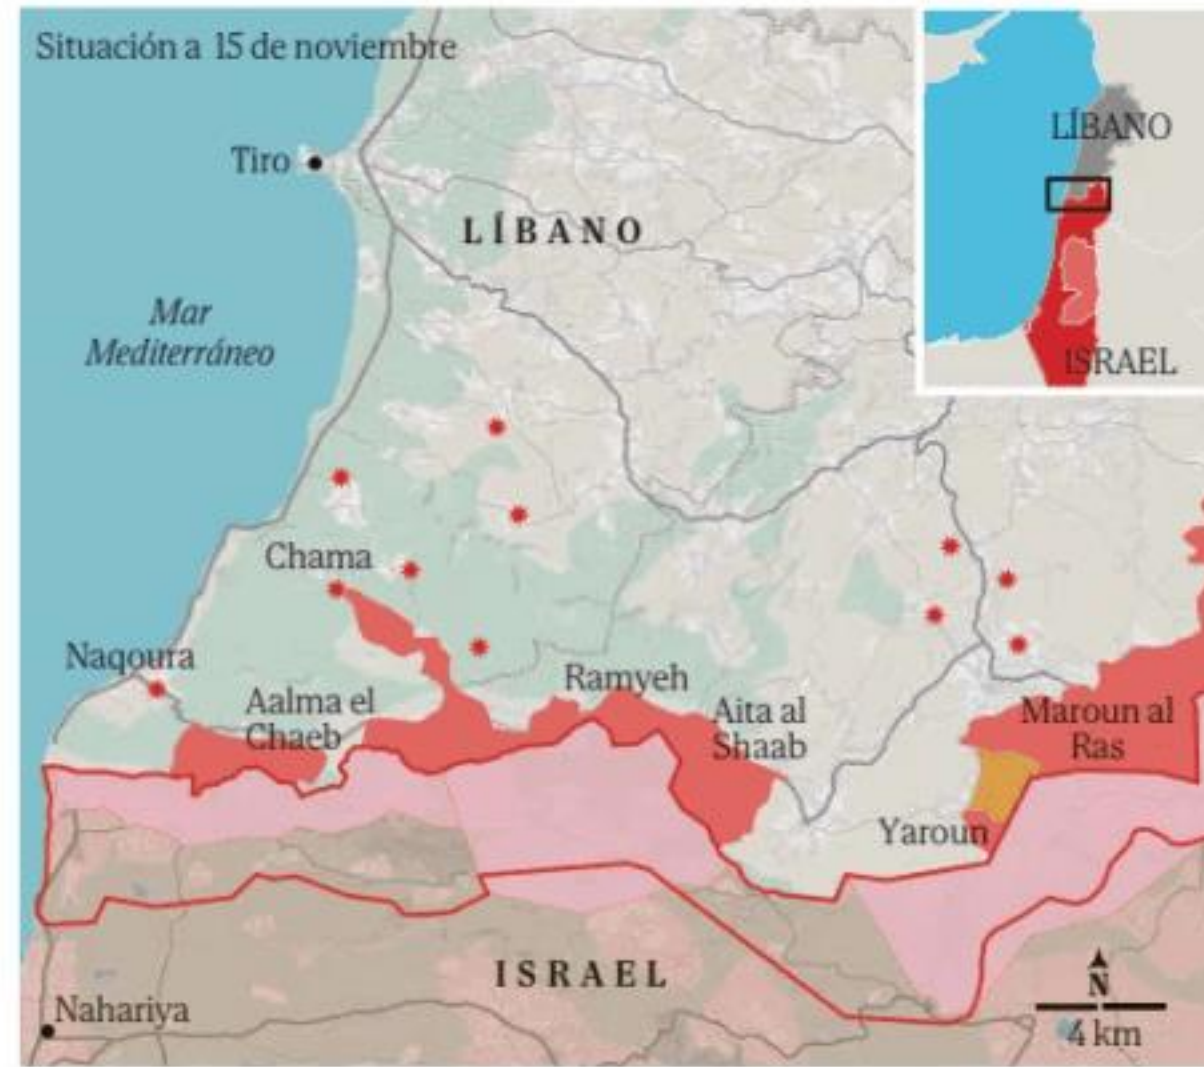 Situación a 15 de noviembre
LÍBANO
Tiro
LÍBANO
Mar
Mediterráneo
ISRAEL
Chama
Naqoura
Ramyeh
Aalma el
Chaeb
Aita al
Shaab
Maroun al
Ras
Yaroun
ISRAEL
N
Nahariya
4 km